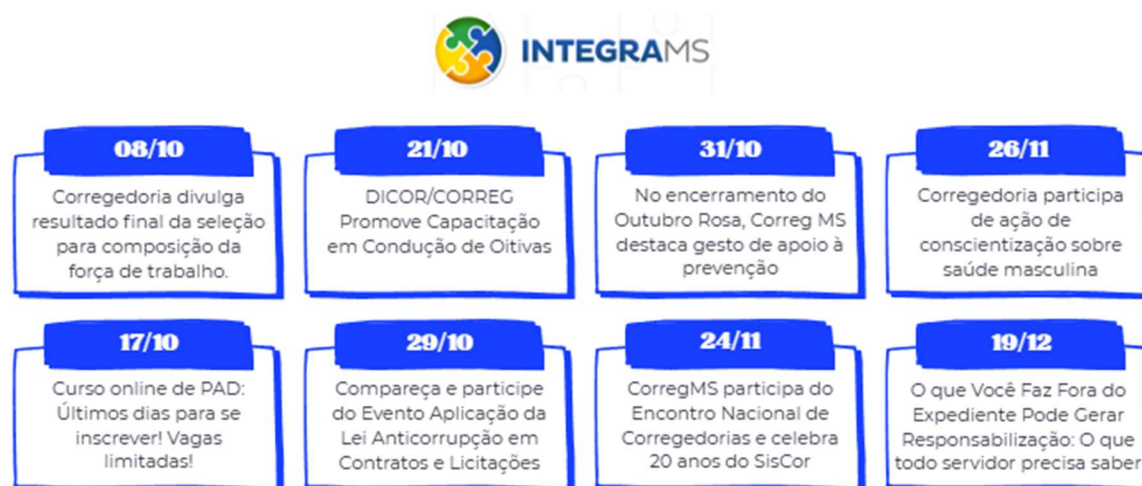 INTEGRAMS
08/10
Corregedoria divulga
resultado final da seleção
para composição da
força de trabalho.
21/10
DICOR/CORREG
Promove Capacitação
em Condução de Oitivas
31/10
No encerramento do
Outubro Rosa, Correg MS
destaca gesto de apoio à
prevenção
26/11
Corregedoria participa
de ação de
conscientização sobre
saúde masculina
17/10
Curso online de PAD:
Últimos dias para se
inscrever! Vagas
limitadas!
29/10
Compareça e participe
do Evento Aplicação da
Lei Anticorrupção em
Contratos e Licitações
24/11
CorregMS participa do
Encontro Nacional de
Corregedorias e celebra
20 anos do SisCor
19/12
O que Você Faz Fora do
Expediente Pode Gerar
Responsabilização: O que
todo servidor precisa saber